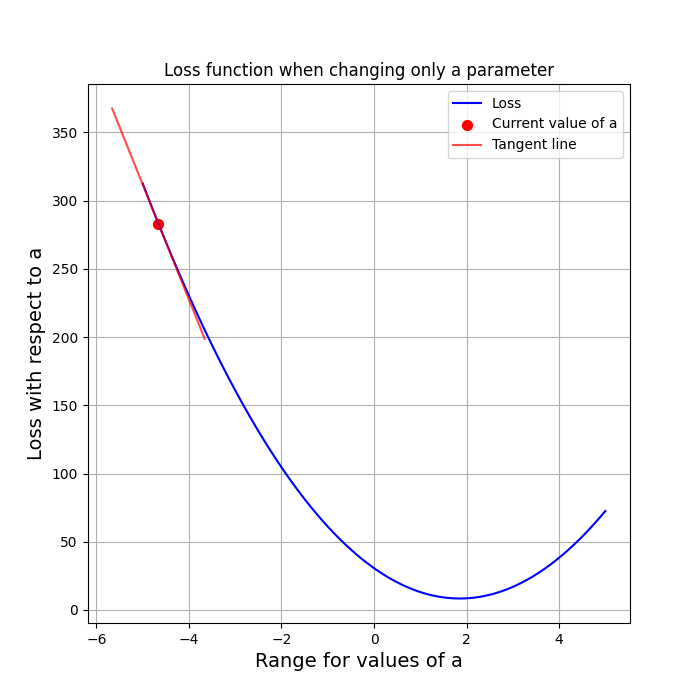 Loss function when changing only a parameter
Loss
Current value of a
Tangent line
350
300
250
200
150
100
50
0
Loss with respect to a
−6
−4
−2
0
2
4
Range for values of a